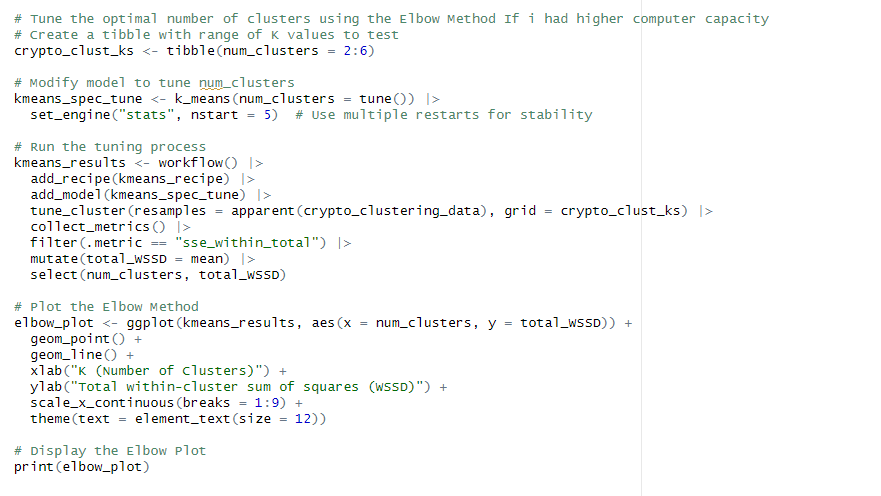 # Tune the optimal number of clusters using the Elbow Method If i had higher computer capacity
# Create a tibble with range of K values to test
crypto_clust_ks <- tibble(num_clusters = 2:6)

# Modify model to tune num_clusters
kmeans_spec_tune <- k_means(num_clusters = tune()) |>
  set_engine("stats", nstart = 5)  # Use multiple restarts for stability

# Run the tuning process
kmeans_results <- workflow() |>
  add_recipe(kmeans_recipe) |>
  add_model(kmeans_spec_tune) |>
  tune_cluster(resamples = apparent(crypto_clustering_data), grid = crypto_clust_ks) |>
  collect_metrics() |>
  filter(.metric == "sse_within_total") |>
  mutate(total_WSSD = mean) |>
  select(num_clusters, total_WSSD)

# Plot the Elbow Method
elbow_plot <- ggplot(kmeans_results, aes(x = num_clusters, y = total_WSSD)) +
  geom_point() +
  geom_line() +
  xlab("K (Number of Clusters)") +
  ylab("Total within-cluster sum of squares (WSSD)") +
  scale_x_continuous(breaks = 1:9) +
  theme(text = element_text(size = 12))

# Display the Elbow Plot
print(elbow_plot)